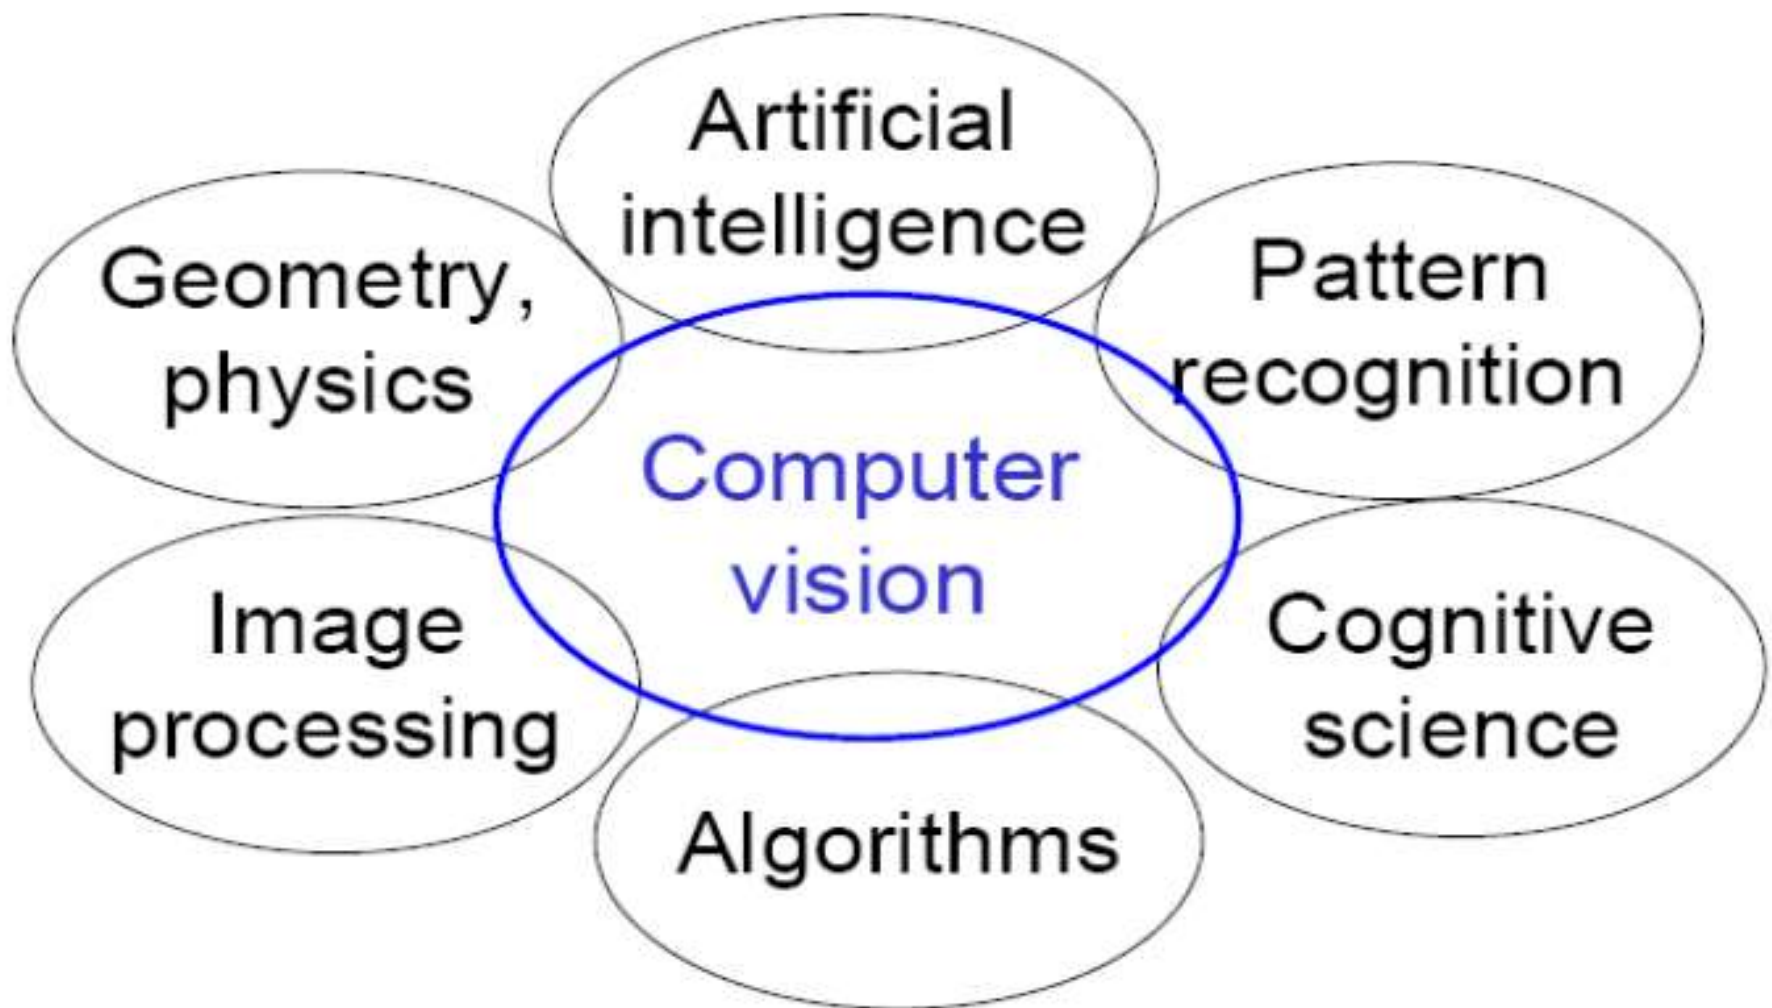 Artificial
intelligence
Geometry,
physics
Pattern
recognition
Computer
vision
Image
processing
Cognitive
science
Algorithms